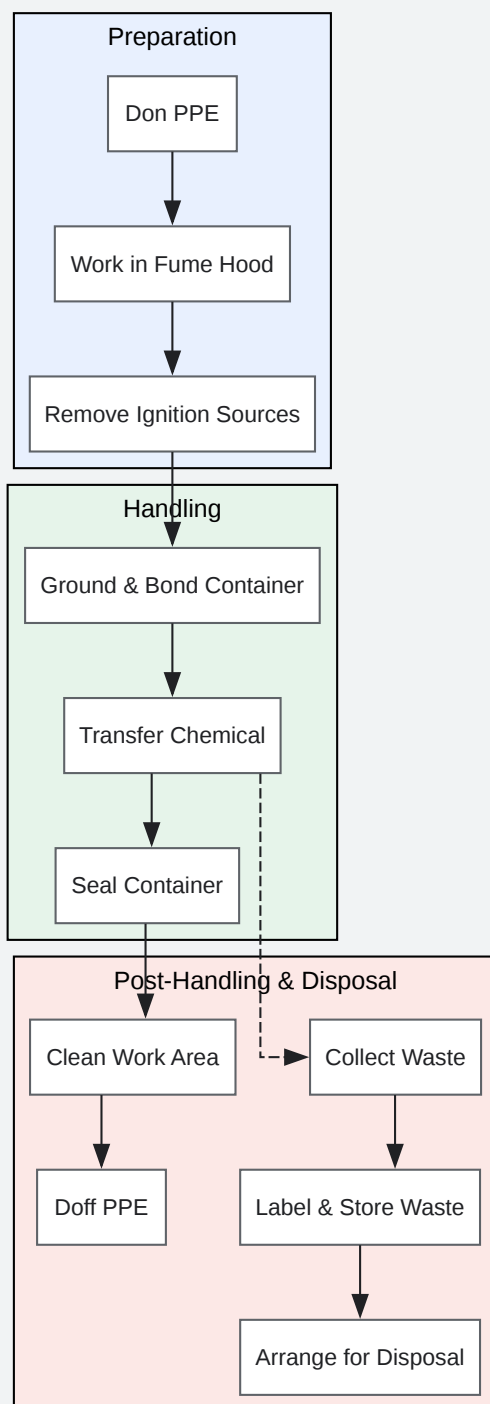 Preparation
Don PPE
Work in Fume Hood
Remove Ignition Sources
Handling
Ground & Bond Container
Transfer Chemical
Seal Container
Post-Handling & Disposal
Clean Work Area
Collect Waste
Doff PPE
Label & Store Waste
Arrange for Disposal